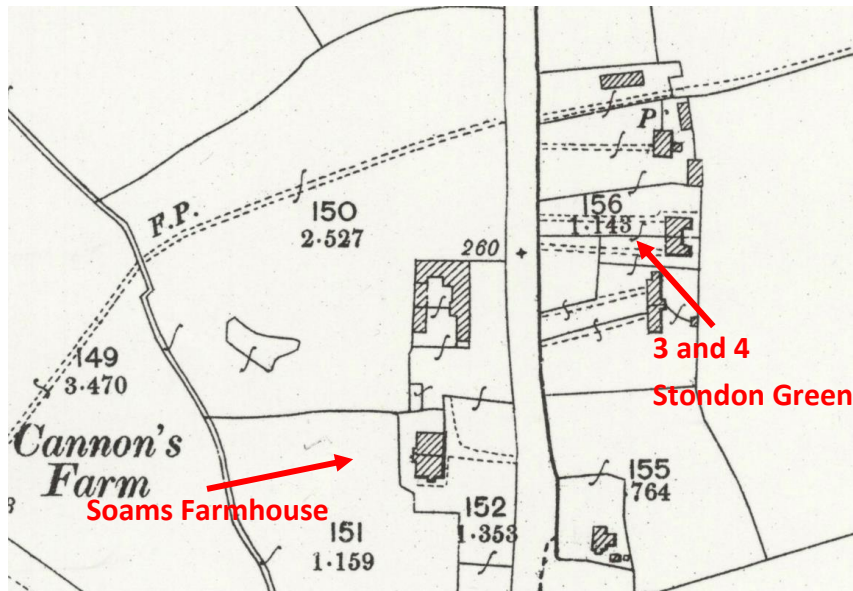 P
F.P.
150
2.527
156
1.143
260
3 and 4
Stondon Green
149
3.470
Cannon's
Farm
Soams Farmhouse
155
.764
152
1.353
151
1.159